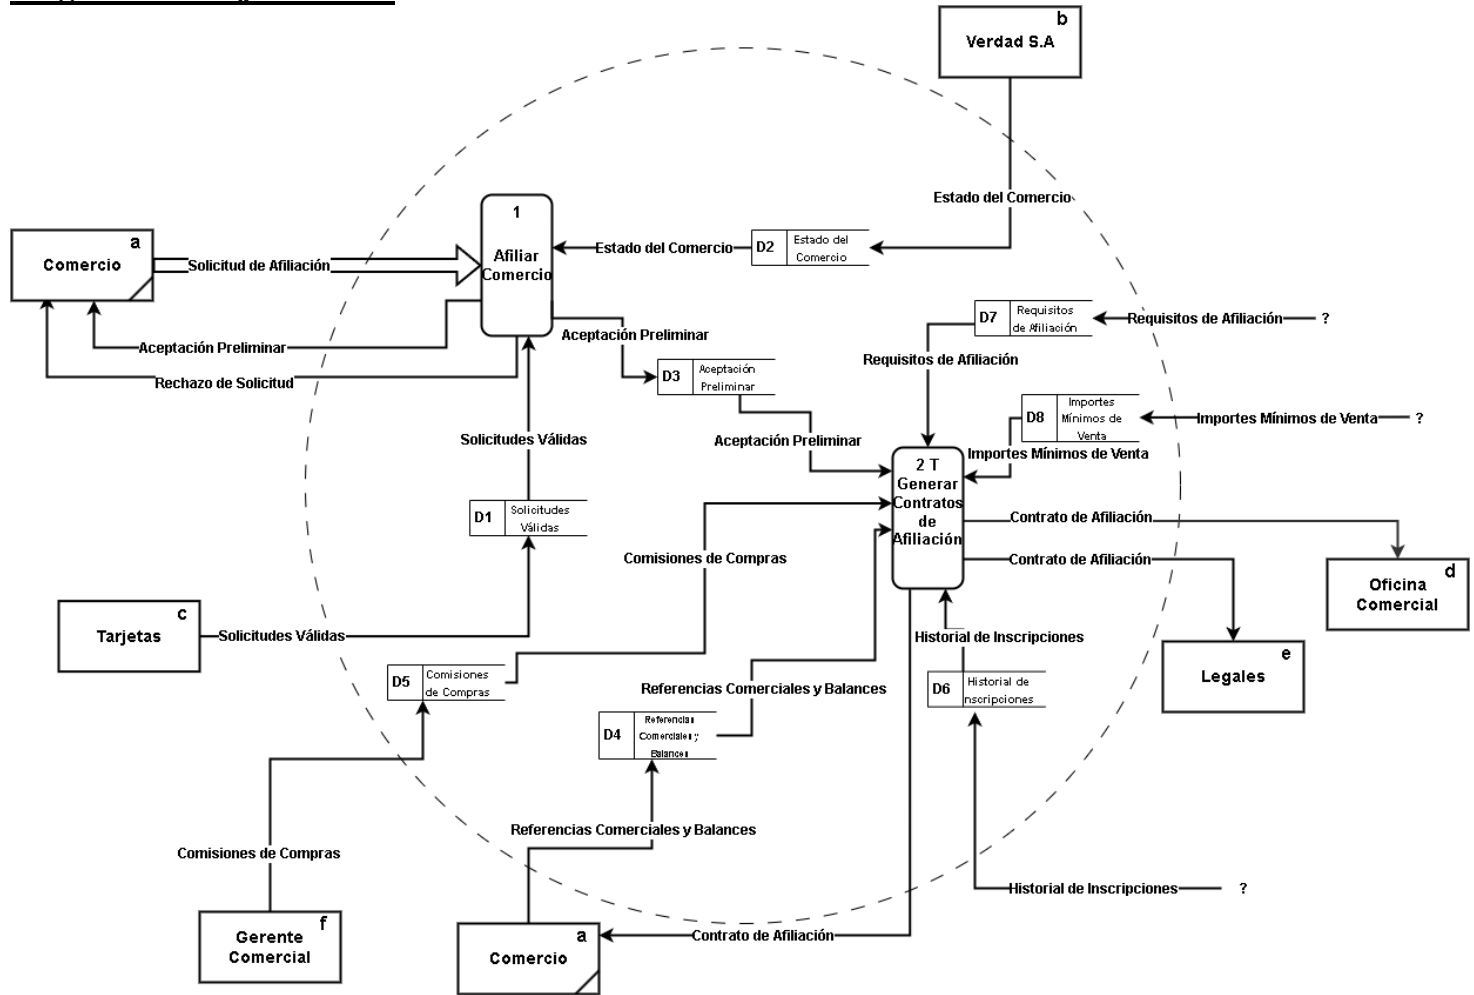 b
Verdad S.A
Estado del Comercio
1
Afiliar
Comercio
a
Comercio
Solicitud de Afiliación
Estado del Comercio
D2
Estado del
Comercio
Aceptación Preliminar
Rechazo de Solicitud
Aceptación Preliminar
D3
Aceptación
Preliminar
Aceptación Preliminar
D7
Requisitos
de Afiliación
Requisitos de Afiliación
?
Requisitos de Afiliación
D8
Importes
Mínimos de
Venta
Importes Mínimos de Venta
?
Importes Mínimos de Venta
Solicitudes Válidas
D1
Solicitudes
Válidas
2 T
Generar
Contratos
de
Afiliación
Contrato de Afiliación
Contrato de Afiliación
Comisiones de Compras
d
Oficina
Comercial
c
Tarjetas
Solicitudes Válidas
Historial de Inscripciones
e
Legales
D5
Comisiones
de Compras
Referencias Comerciales y Balances
D6
Historial de
nscripciones
D4
Referencias
Comerciales y
Balances
Referencias Comerciales y Balances
Comisiones de Compras
Historial de Inscripciones
?
f
Gerente
Comercial
a
Comercio
Contrato de Afiliación